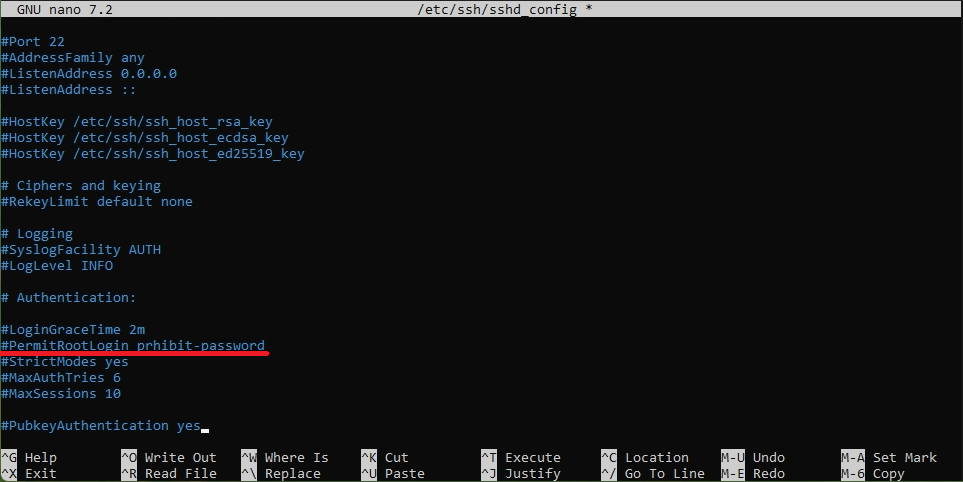 GNU nano 7.2 /etc/ssh/sshd_config *
#Port 22
#AddressFamily any
#ListenAddress 0.0.0.0
#ListenAddress ::
#HostKey /etc/ssh/ssh_host_rsa_key
#HostKey /etc/ssh/ssh_host_ecdsa_key
#HostKey /etc/ssh/ssh_host_ed25519_key
# Ciphers and keying
#RekeyLimit default none
# Logging
#SyslogFacility AUTH
#LogLevel INFO
# Authentication:
#LoginGraceTime 2m
#PermitRootLogin prhibit-password
#StrictModes yes
#MaxAuthTries 6
#MaxSessions 10
#PubkeyAuthentication yes
^G Help ^O Write Out ^W Where Is ^K Cut ^T Execute ^C Location M-U Undo M-A Set Mark
^X Exit ^R Read File ^\ Replace ^U Paste ^J Justify ^/ Go To Line M-E Redo M-6 Copy